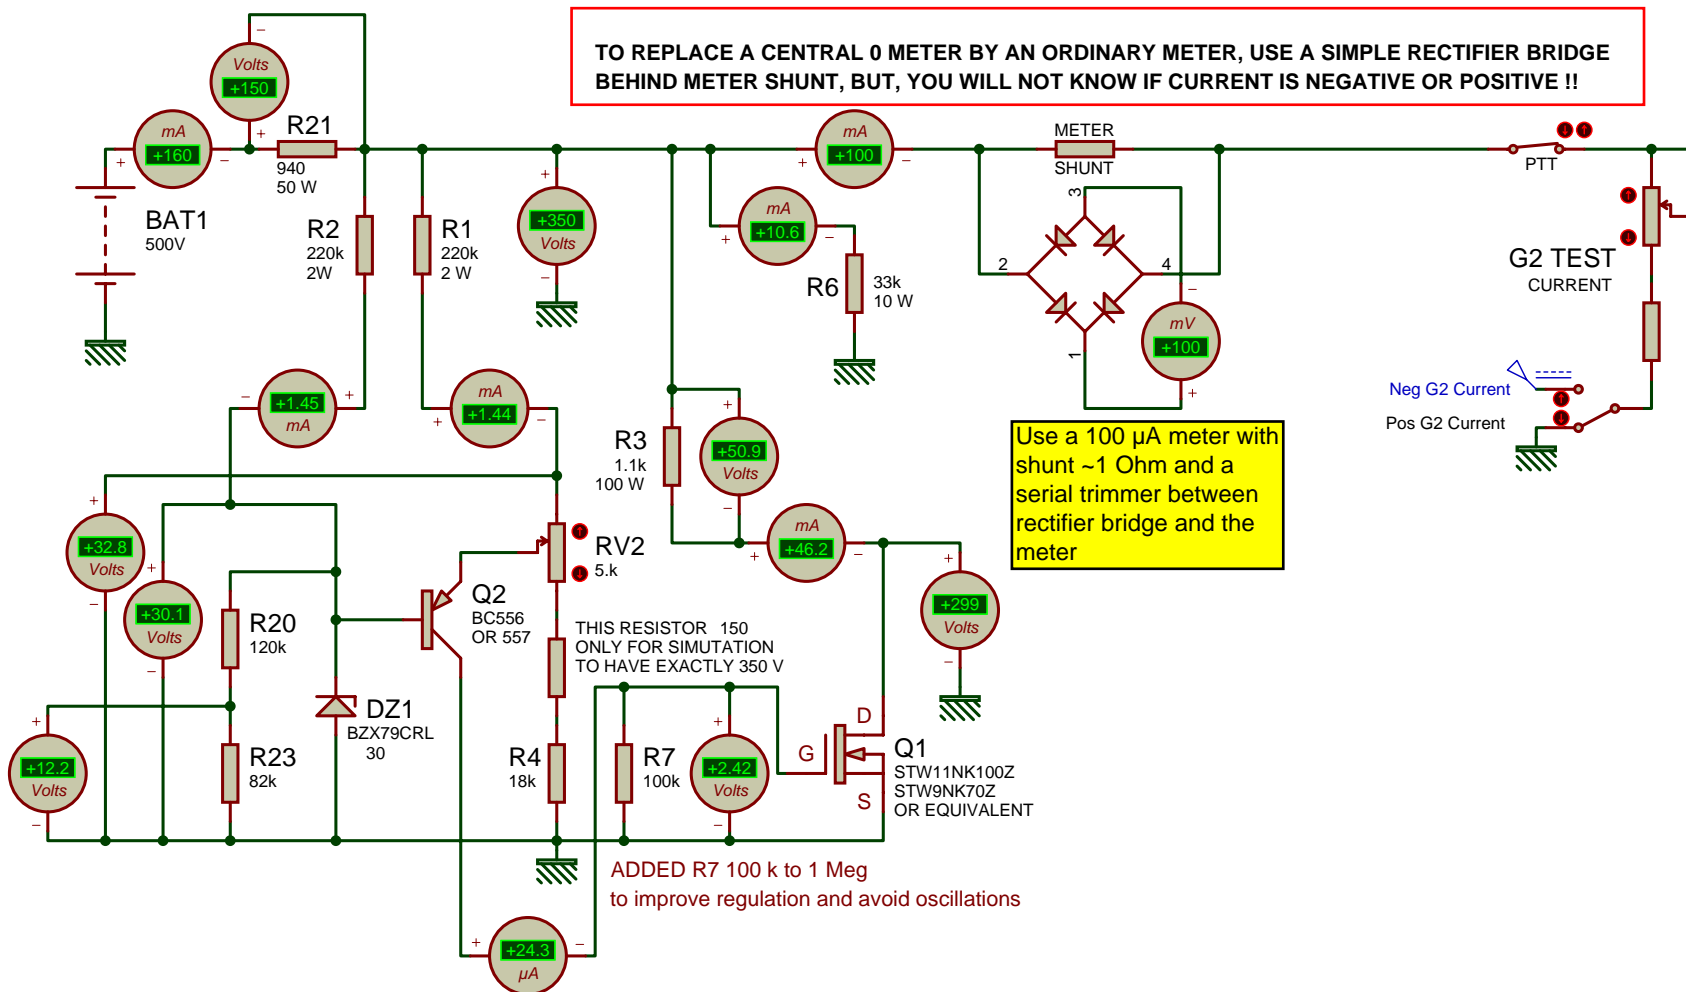 TO REPLACE A CENTRAL 0 METER BY AN ORDINARY METER, USE A SIMPLE RECTIFIER BRIDGE
BEHIND METER SHUNT, BUT, YOU WILL NOT KNOW IF CURRENT IS NEGATIVE OR POSITIVE !!
−
Volts
+150
+
mA
+160
+ −
R21
940
50 W
BAT1
500V
R2
220k
2W
R1
220k
2 W
+
+350
Volts
−
mA
+100
+ −
METER
SHUNT
mA
+10.6
+ −
R6
33k
10 W
3
2
4
1
−
mV
+100
+
PTT
G2 TEST
CURRENT
Neg G2 Current
Pos G2 Current
− +
+1.45
mA
mA
+1.44
+ −
R3
1.1k
100 W
+
+50.9
Volts
−
mA
+46.2
+ −
Use a 100 µA meter with
shunt ~1 Ohm and a
serial trimmer between
rectifier bridge and the
meter
+
+32.8
Volts
−
+
+30.1
Volts
−
R20
120k
Q2
BC556
OR 557
RV2
5.k
THIS RESISTOR 150
ONLY FOR SIMUTATION
TO HAVE EXACTLY 350 V
+
+299
Volts
−
+
+12.2
Volts
−
R23
82k
DZ1
BZX79CRL
30
R4
18k
R7
100k
+
+2.42
Volts
−
D
G
S
Q1
STW11NK100Z
STW9NK70Z
OR EQUIVALENT
ADDED R7 100 k to 1 Meg
to improve regulation and avoid oscillations
+ −
+24.3
µA